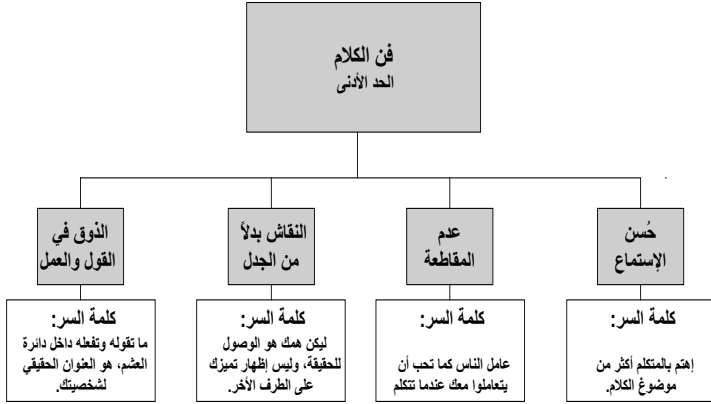 فن الكلام
الحد الأدنى
حُسن
الإستماع
كلمة السر:
إهتم بالمتكلم أكثر من
موضوع الكلام.
عدم
المقاطعة
كلمة السر:
عامل الناس كما تحب أن
يتعاملوا معك عندما تتكلم
النقاش بدلاً
من الجدل
كلمة السر:
ليكن همك هو الوصول
للحقيقة، وليس إظهار تميزك
على الطرف الأخر.
الذوق في
القول والعمل
كلمة السر:
ما تقوله وتفعله داخل دائرة
العشم، هو العنوان الحقيقي
لشخصيتك.